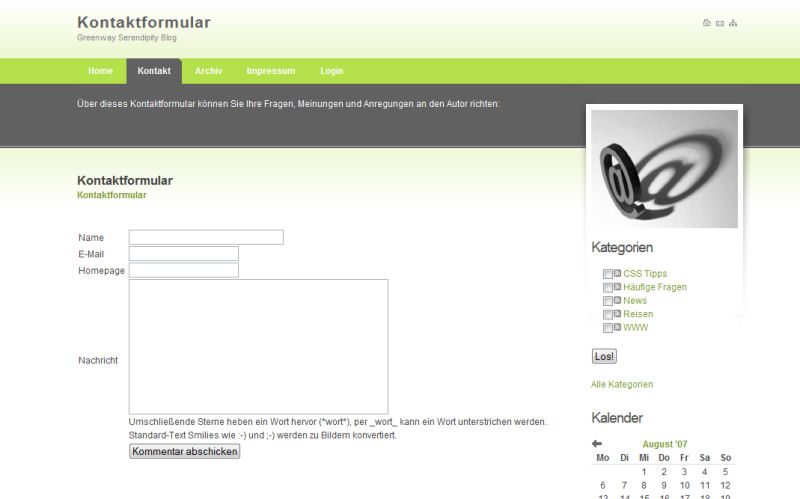 Kontaktformular
Greenway Serendipity Blog
Home Kontakt Archiv Impressum Login
Über dieses Kontaktformular können Sie Ihre Fragen, Meinungen und Anregungen an den Autor richten:
Kontaktformular
Kontaktformular
Name
E-Mail
Homepage
Nachricht
Umschließende Sterne heben ein Wort hervor (*wort*), per _wort_ kann ein Wort unterstrichen werden.
Standard-Text Smilies wie :-) und ;-) werden zu Bildern konvertiert.
Kommentar abschicken
@
Kategorien
CSS Tipps
Häufige Fragen
News
Reisen
WWW
Los!
Alle Kategorien
Kalender
August '07
Mo Di Mi Do Fr Sa So
1 2 3 4 5
6 7 8 9 10 11 12
13 14 15 16 17 18 19